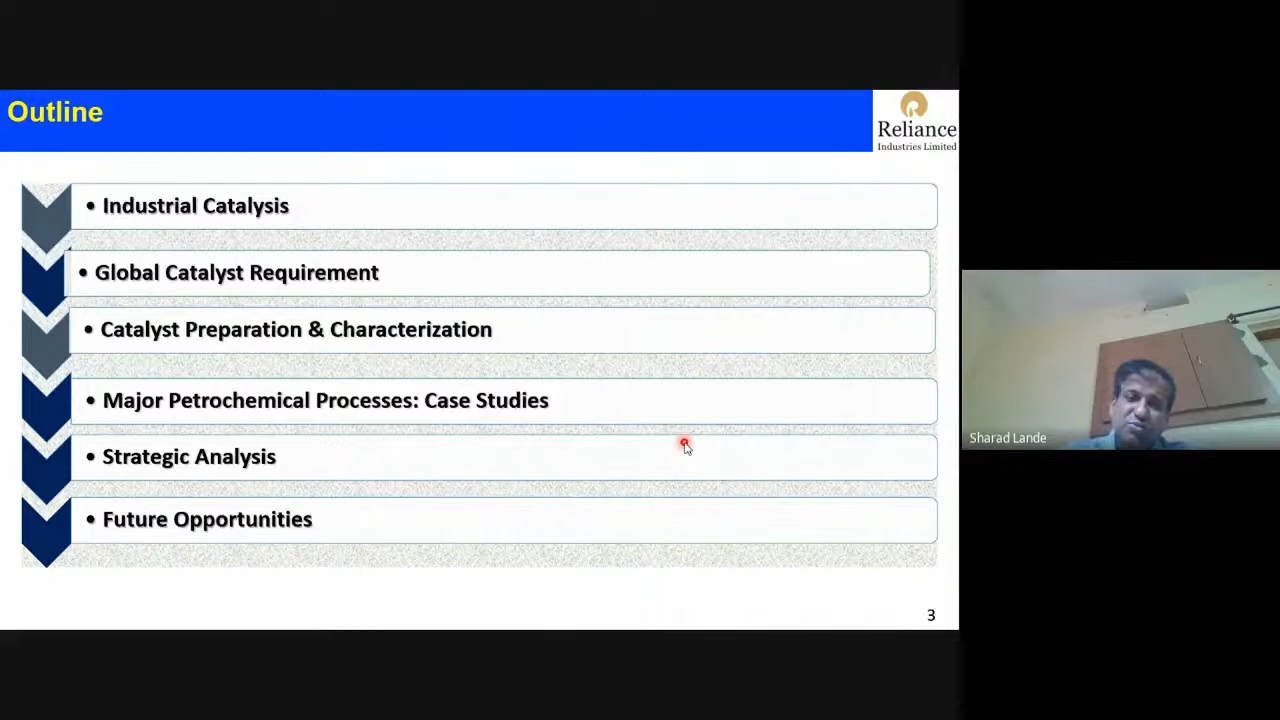 Outline
Reliance
Industries Limited
• Industrial Catalysis
• Global Catalyst Requirement
• Catalyst Preparation & Characterization
• Major Petrochemical Processes: Case Studies
• Strategic Analysis
• Future Opportunities
3
Sharad Lande